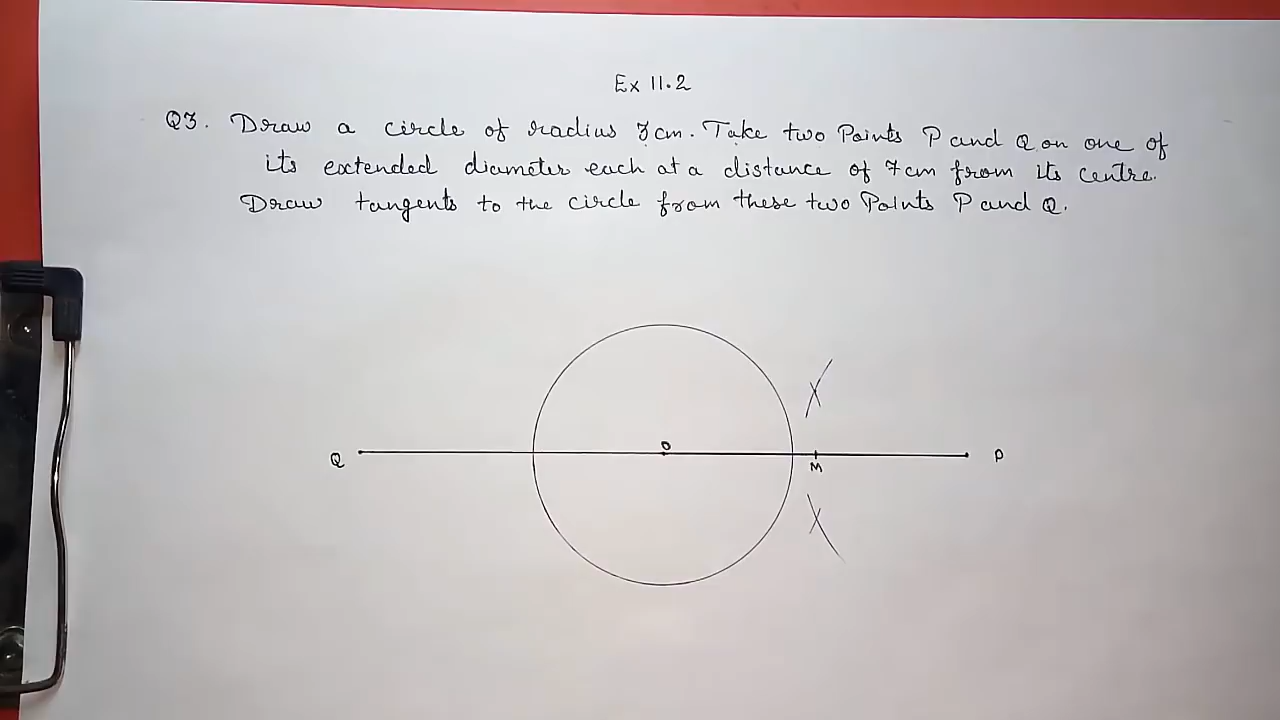 Ex 11.2
Q3. Draw a circle of radius 3cm. Take two Points P and Q on one of
its extended diameter each at a distance of 7cm from its centre.
Draw tangents to the circle from these two Points P and Q.
O
Q
P
M